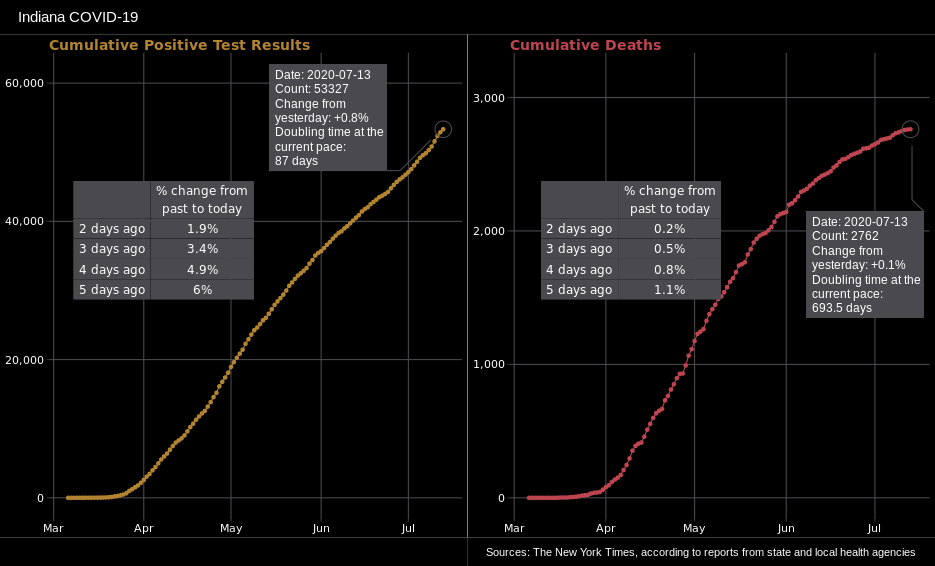 Indiana COVID-19
Cumulative Positive Test Results
60,000
40,000
20,000
0
Mar Apr May Jun Jul
Date: 2020-07-13
Count: 53327
Change from
yesterday: +0.8%
Doubling time at the
current pace:
87 days
% change from
past to today
2 days ago 1.9%
3 days ago 3.4%
4 days ago 4.9%
5 days ago 6%
Cumulative Deaths
3,000
2,000
1,000
0
Mar Apr May Jun Jul
% change from
past to today
2 days ago 0.2%
3 days ago 0.5%
4 days ago 0.8%
5 days ago 1.1%
Date: 2020-07-13
Count: 2762
Change from
yesterday: +0.1%
Doubling time at the
current pace:
693.5 days
Sources: The New York Times, according to reports from state and local health agencies